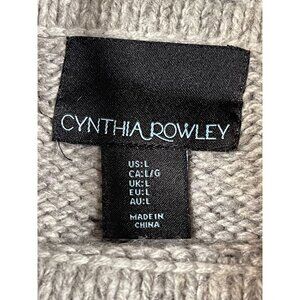 CYNTHIA ROWLEY
US:L
CA:L/G
UK:L
EU:L
AU:L
MADE IN
CHINA